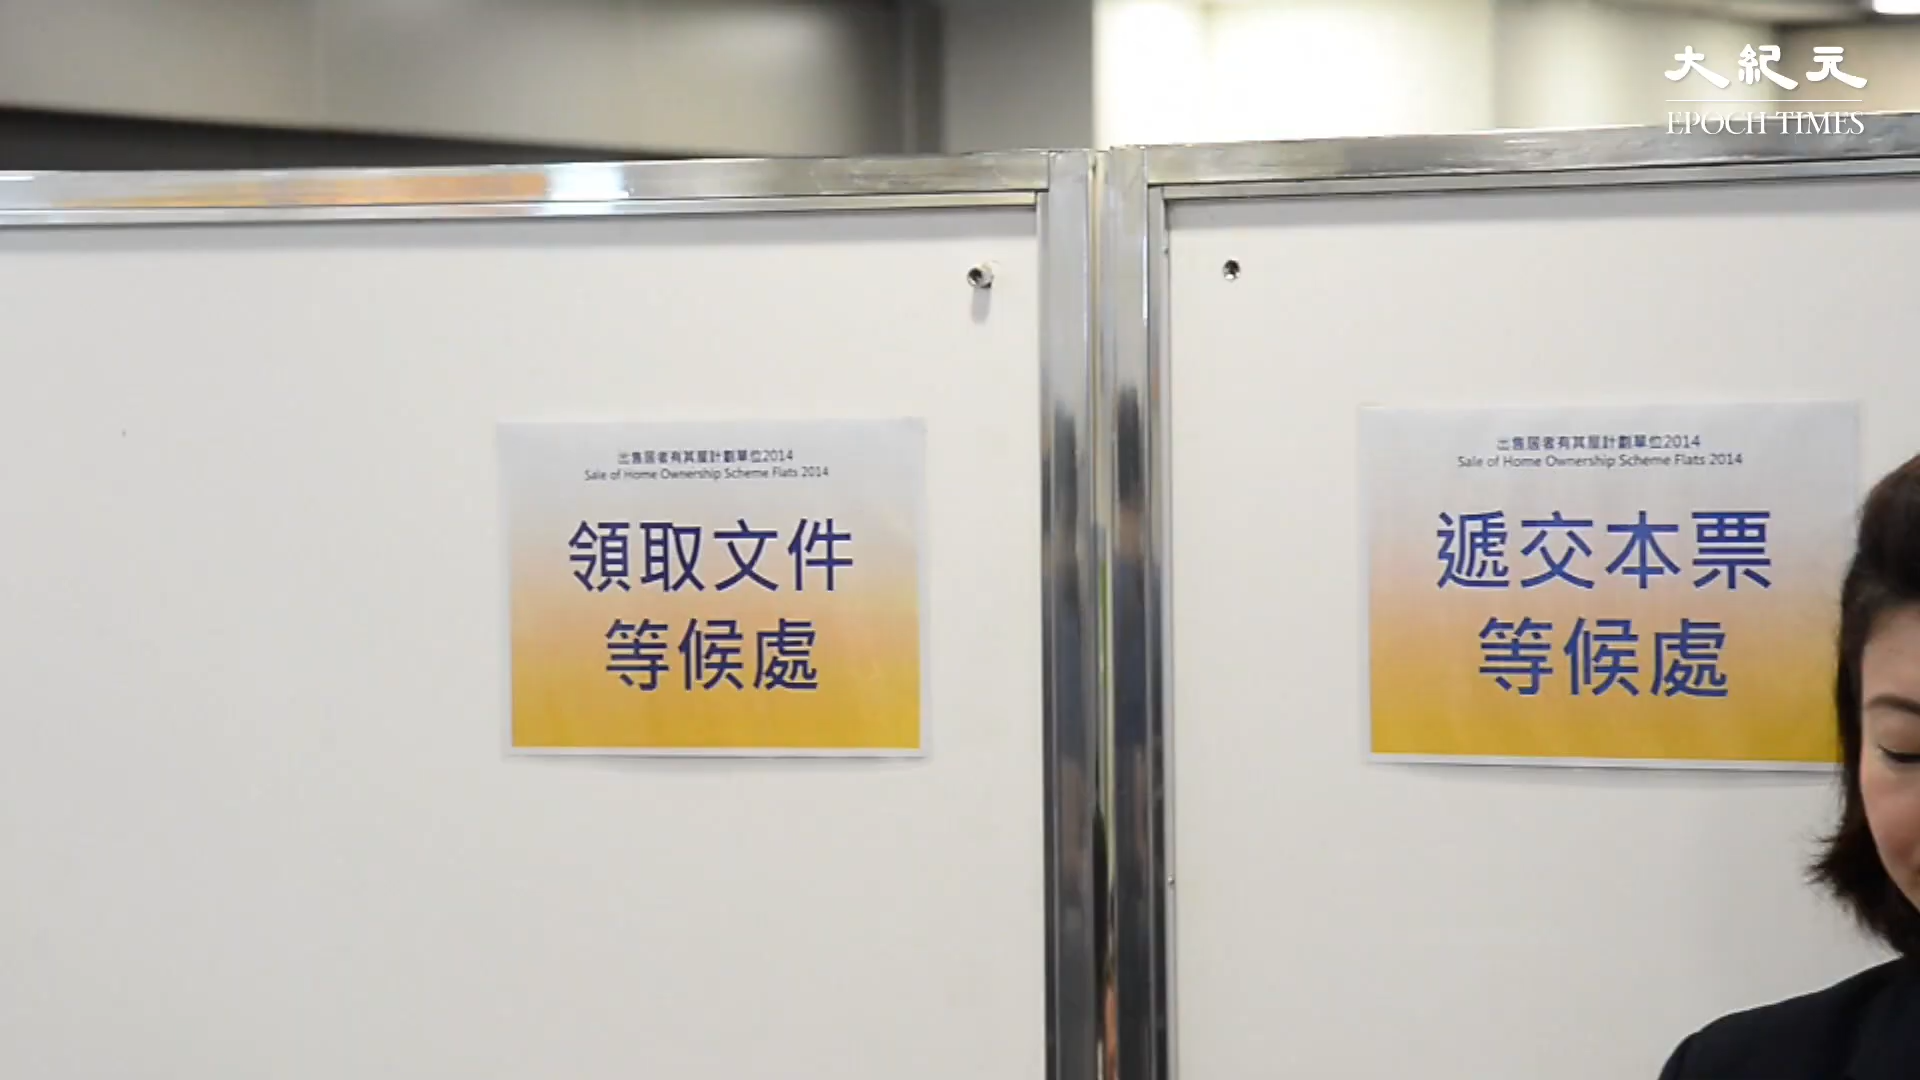 大紀元
EPOCH TIMES
出售居者有其屋計劃單位2014
Sale of Home Ownership Scheme Flats 2014
領取文件
等候處
出售居者有其屋計劃單位2014
Sale of Home Ownership Scheme Flats 2014
遞交本票
等候處